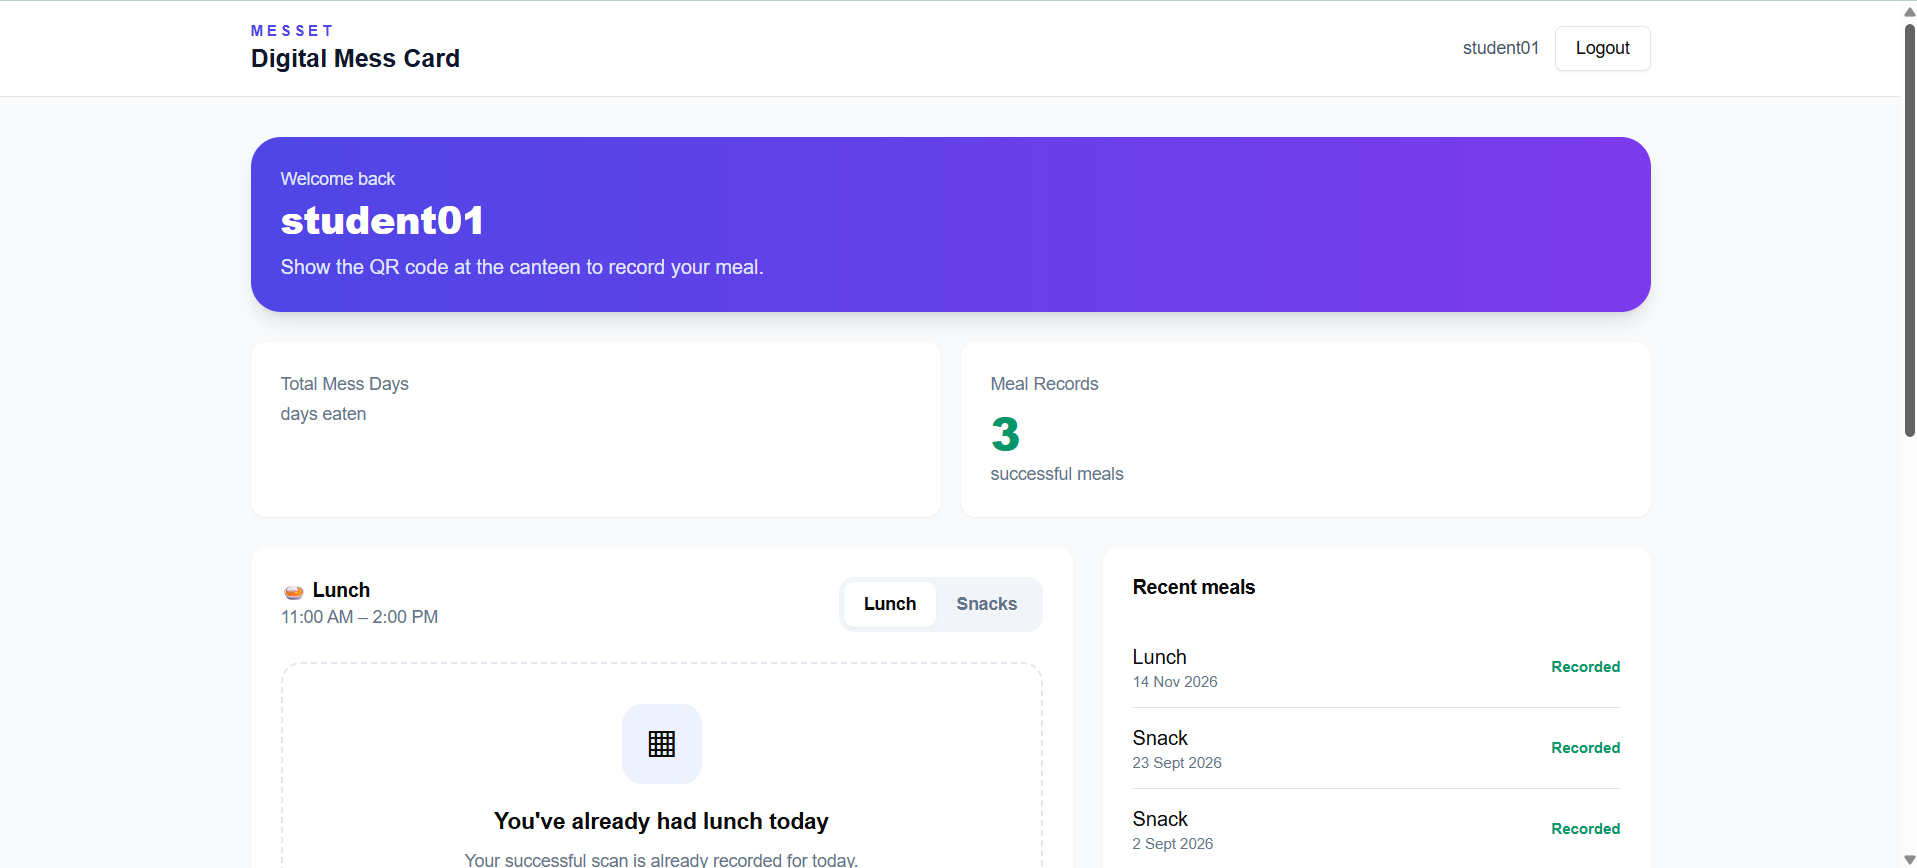 MESSET
Digital Mess Card
student01
Logout
Welcome back
student01
Show the QR code at the canteen to record your meal.
Total Mess Days
days eaten
Meal Records
3
successful meals
Lunch
11:00 AM – 2:00 PM
Lunch
Snacks
You've already had lunch today
Your successful scan is already recorded for today.
Recent meals
Lunch
14 Nov 2026
Recorded
Snack
23 Sept 2026
Recorded
Snack
2 Sept 2026
Recorded